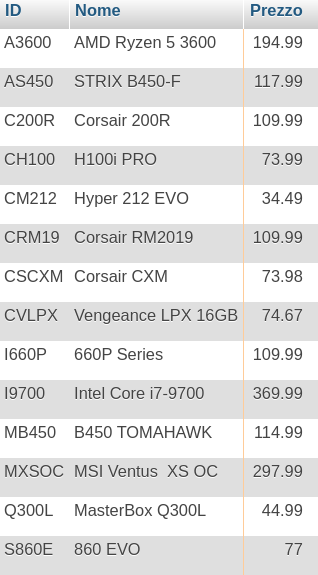 ID Nome Prezzo
A3600 AMD Ryzen 5 3600 194.99
AS450 STRIX B450-F 117.99
C200R Corsair 200R 109.99
CH100 H100i PRO 73.99
CM212 Hyper 212 EVO 34.49
CRM19 Corsair RM2019 109.99
CSCXM Corsair CXM 73.98
CVLPX Vengeance LPX 16GB 74.67
I660P 660P Series 109.99
I9700 Intel Core i7-9700 369.99
MB450 B450 TOMAHAWK 114.99
MXSOC MSI Ventus  XS OC 297.99
Q300L MasterBox Q300L 44.99
S860E 860 EVO 77